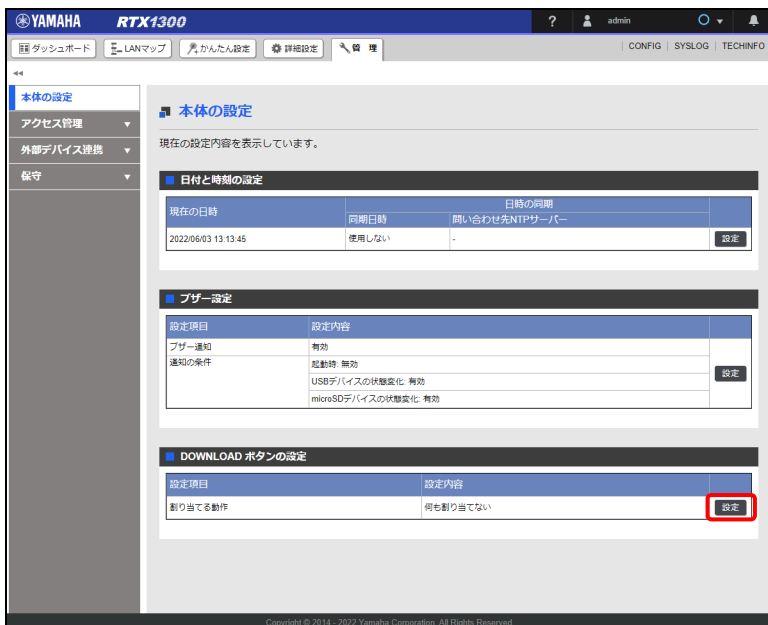 YAMAHA RTX1300 ? admin
ダッシュボード LANマップ かんたん設定 詳細設定 管 理 CONFIG SYSLOG TECHINFO
本体の設定
アクセス管理
外部デバイス連携
保守
本体の設定
現在の設定内容を表示しています。
日付と時刻の設定
現在の日時 日時の同期
同期日時 問い合わせ先NTPサーバー
2022/06/03 13:13:45 使用しない - 設定
ブザー設定
設定項目 設定内容
ブザー通知 有効
通知の条件 起動時: 無効
USBデバイスの状態変化: 有効
microSDデバイスの状態変化: 有効
設定
DOWNLOAD ボタンの設定
設定項目 設定内容
割り当てる動作 何も割り当てない 設定
Copyright © 2014 - 2022 Yamaha Corporation. All Rights Reserved.